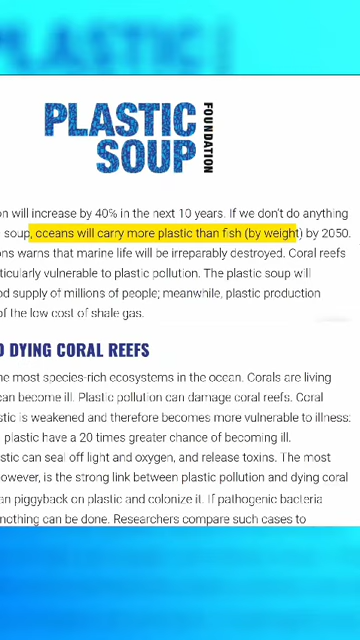 PLASTIC
PLASTIC
SOUP
FOUNDATION
on will increase by 40% in the next 10 years. If we don't do anything
soup, oceans will carry more plastic than fish (by weight) by 2050.
ons warns that marine life will be irreparably destroyed. Coral reefs
ticularly vulnerable to plastic pollution. The plastic soup will
od supply of millions of people; meanwhile, plastic production
of the low cost of shale gas.
D DYING CORAL REEFS
he most species-rich ecosystems in the ocean. Corals are living
can become ill. Plastic pollution can damage coral reefs. Coral
stic is weakened and therefore becomes more vulnerable to illness:
plastic have a 20 times greater chance of becoming ill.
stic can seal off light and oxygen, and release toxins. The most
owever, is the strong link between plastic pollution and dying coral
an piggyback on plastic and colonize it. If pathogenic bacteria
nothing can be done. Researchers compare such cases to